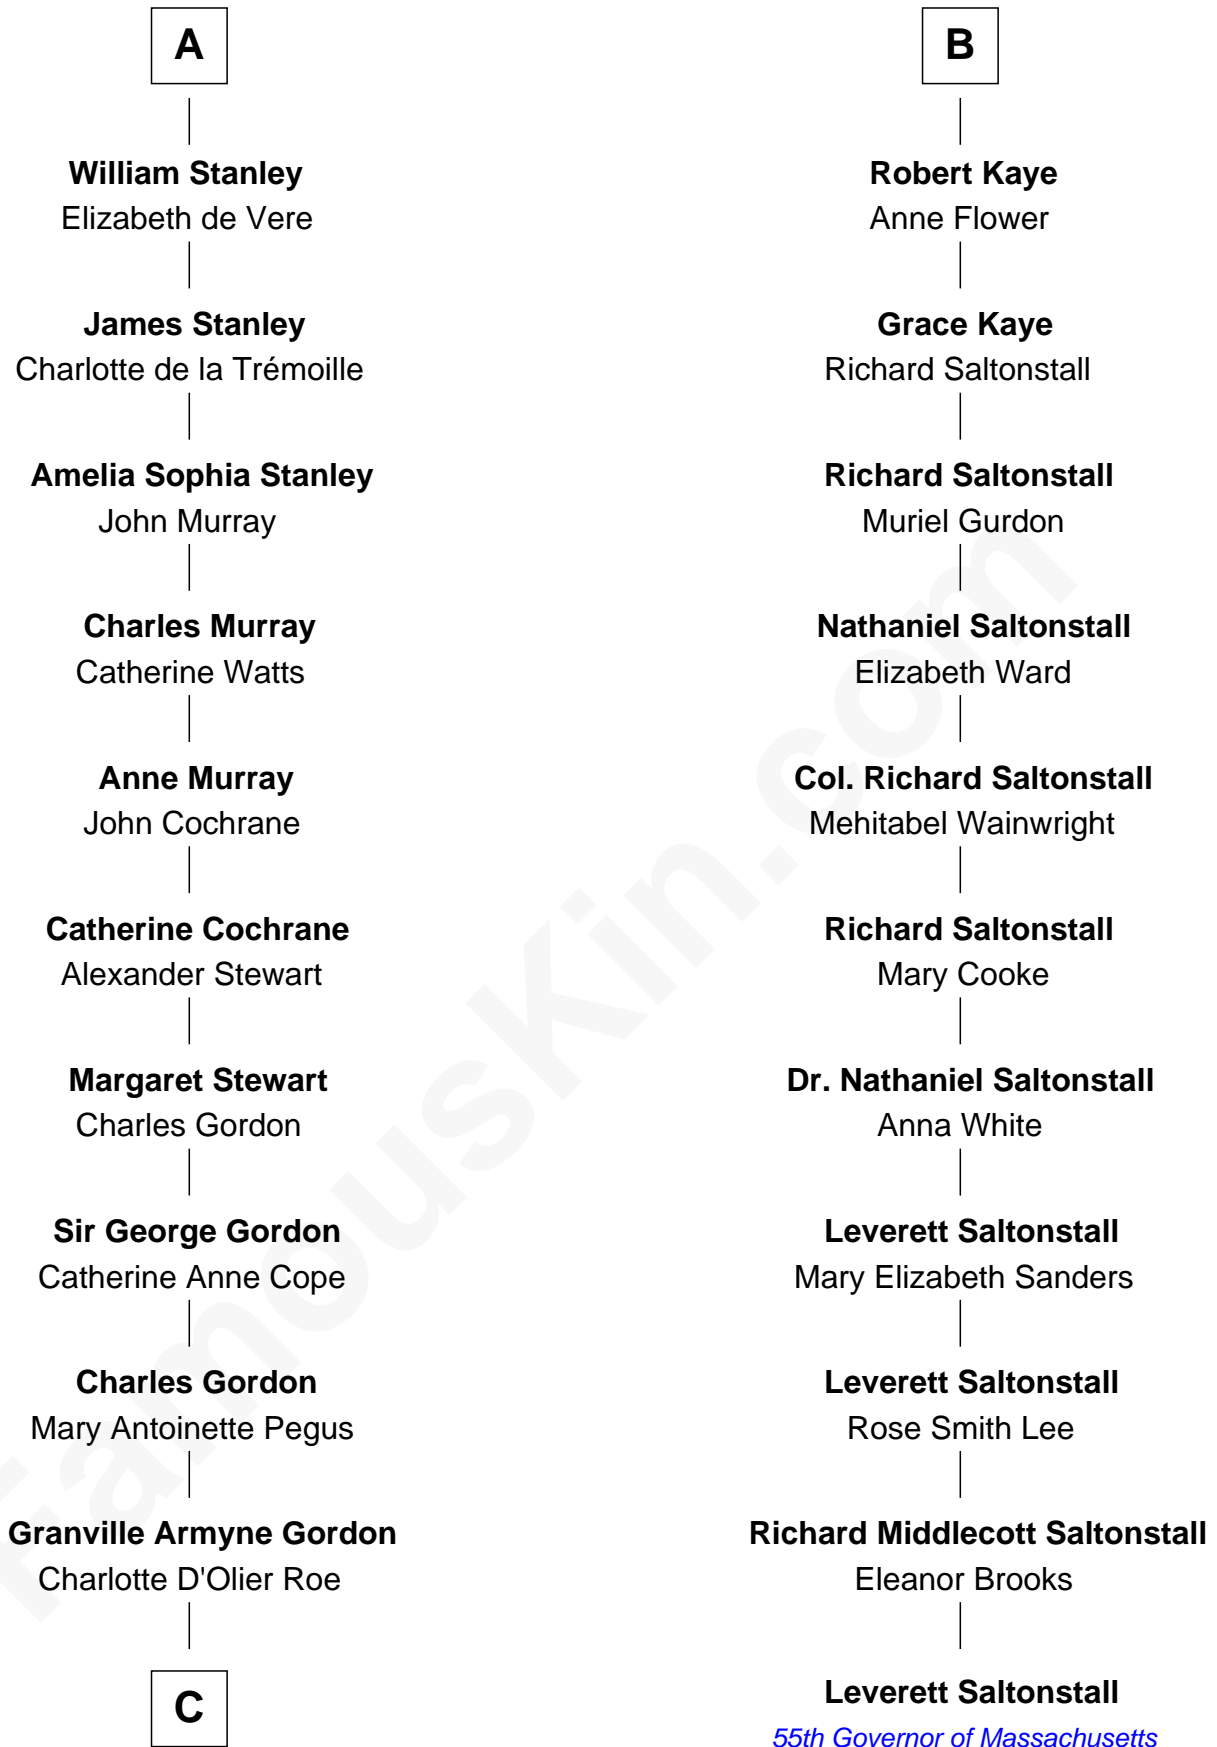 A
William Stanley
Elizabeth de Vere
James Stanley
Charlotte de la Trémoille
Amelia Sophia Stanley
John Murray
Charles Murray
Catherine Watts
Anne Murray
John Cochrane
Catherine Cochrane
Alexander Stewart
Margaret Stewart
Charles Gordon
Sir George Gordon
Catherine Anne Cope
Charles Gordon
Mary Antoinette Pegus
Granville Armyne Gordon
Charlotte D'Olier Roe
C
B
Robert Kaye
Anne Flower
Grace Kaye
Richard Saltonstall
Richard Saltonstall
Muriel Gurdon
Nathaniel Saltonstall
Elizabeth Ward
Col. Richard Saltonstall
Mehitabel Wainwright
Richard Saltonstall
Mary Cooke
Dr. Nathaniel Saltonstall
Anna White
Leverett Saltonstall
Mary Elizabeth Sanders
Leverett Saltonstall
Rose Smith Lee
Richard Middlecott Saltonstall
Eleanor Brooks
Leverett Saltonstall
55th Governor of Massachusetts
FamousKin.com